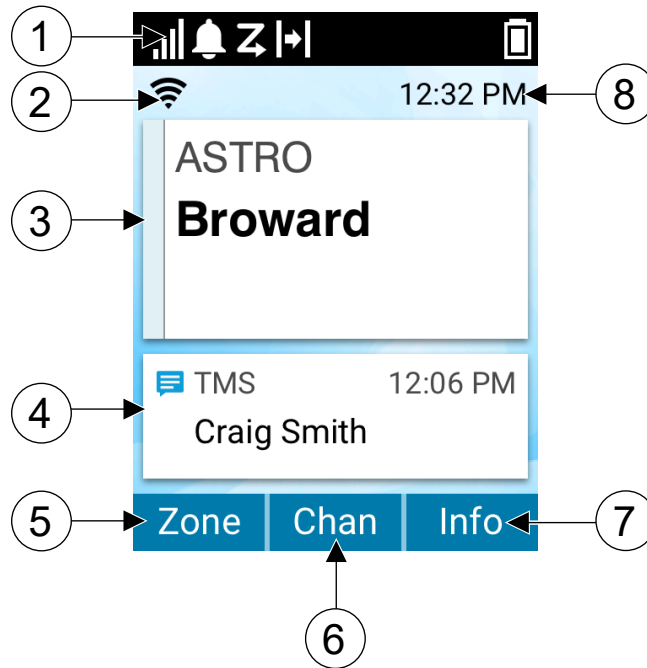 1
2
12:32 PM
8
ASTRO
Broward
3
TMS 12:06 PM
Craig Smith
4
5
Zone Chan Info
7
6